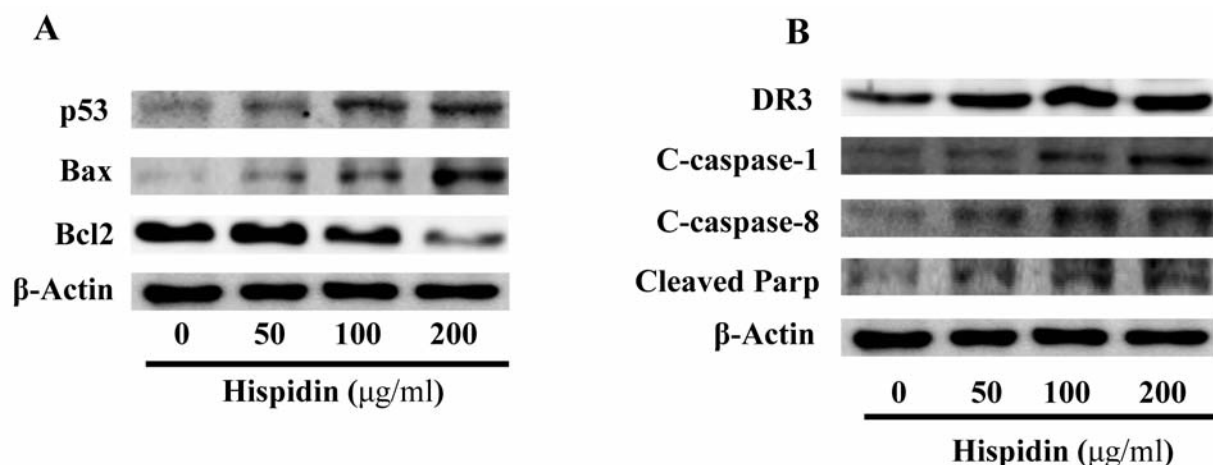 A
p53
Bax
Bcl2
β-Actin
0 50 100 200
Hispidin (μg/ml)
B
DR3
C-caspase-1
C-caspase-8
Cleaved Parp
β-Actin
0 50 100 200
Hispidin (μg/ml)